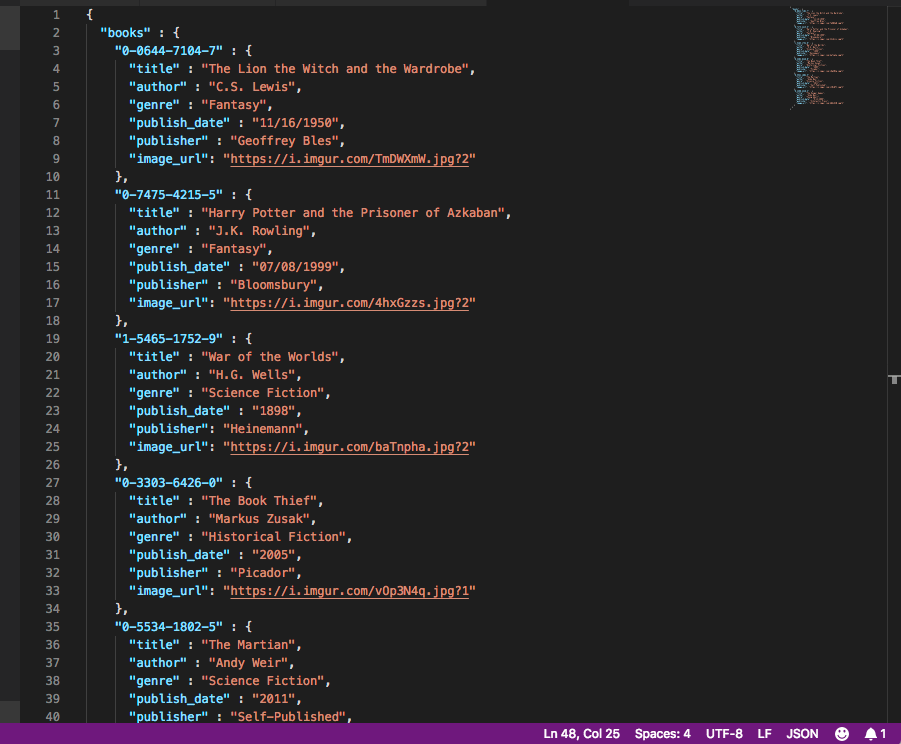 1 {
2 "books" : {
3 "0-0644-7104-7" : {
4 "title" : "The Lion the Witch and the Wardrobe",
5 "author" : "C.S. Lewis",
6 "genre" : "Fantasy",
7 "publish_date" : "11/16/1950",
8 "publisher" : "Geoffrey Bles",
9 "image_url": "https://i.imgur.com/TmDWXmW.jpg?2"
10 },
11 "0-7475-4215-5" : {
12 "title" : "Harry Potter and the Prisoner of Azkaban",
13 "author" : "J.K. Rowling",
14 "genre" : "Fantasy",
15 "publish_date" : "07/08/1999",
16 "publisher" : "Bloomsbury",
17 "image_url": "https://i.imgur.com/4hxGzzs.jpg?2"
18 },
19 "1-5465-1752-9" : {
20 "title" : "War of the Worlds",
21 "author" : "H.G. Wells",
22 "genre" : "Science Fiction",
23 "publish_date" : "1898",
24 "publisher": "Heinemann",
25 "image_url": "https://i.imgur.com/baTnpha.jpg?2"
26 },
27 "0-3303-6426-0" : {
28 "title" : "The Book Thief",
29 "author" : "Markus Zusak",
30 "genre" : "Historical Fiction",
31 "publish_date" : "2005",
32 "publisher" : "Picador",
33 "image_url": "https://i.imgur.com/vOp3N4q.jpg?1"
34 },
35 "0-5534-1802-5" : {
36 "title" : "The Martian",
37 "author" : "Andy Weir",
38 "genre" : "Science Fiction",
39 "publish_date" : "2011",
40 "publisher" : "Self-Published",
Ln 48, Col 25 Spaces: 4 UTF-8 LF JSON 1